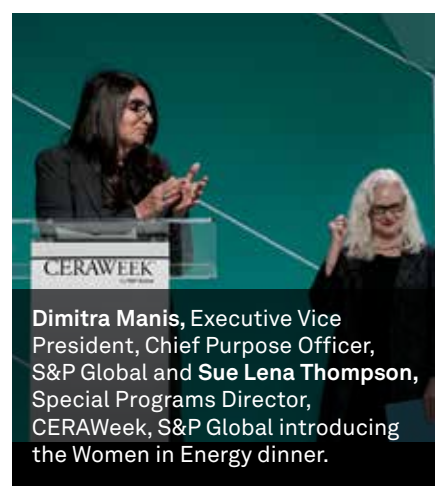 CERAWEEK
Dimitra Manis, Executive Vice
President, Chief Purpose Officer,
S&P Global and Sue Lena Thompson,
Special Programs Director,
CERAWeek, S&P Global introducing
the Women in Energy dinner.